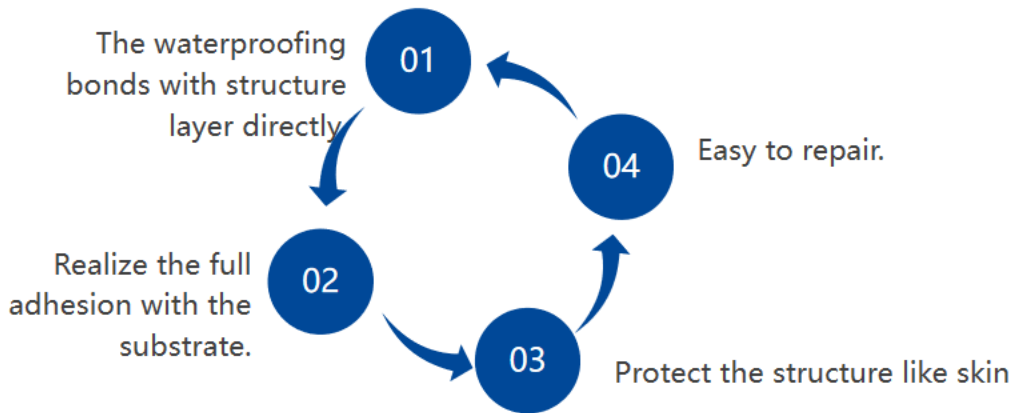 01
The waterproofing
bonds with structure
layer directly.
02
Realize the full
adhesion with the
substrate.
03
Protect the structure like skin
04
Easy to repair.